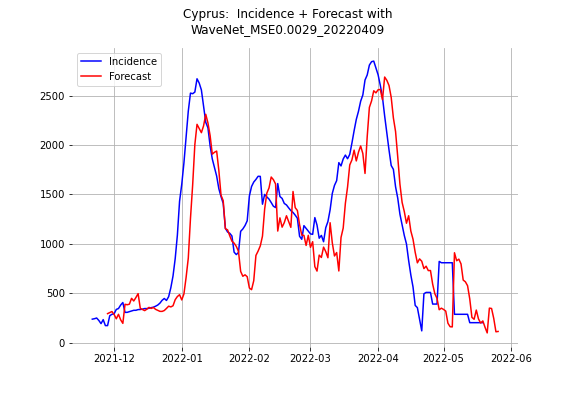 Cyprus:  Incidence + Forecast with
WaveNet_MSE0.0029_20220409
Incidence
Forecast
2500
2000
1500
1000
500
0
2021-12 2022-01 2022-02 2022-03 2022-04 2022-05 2022-06